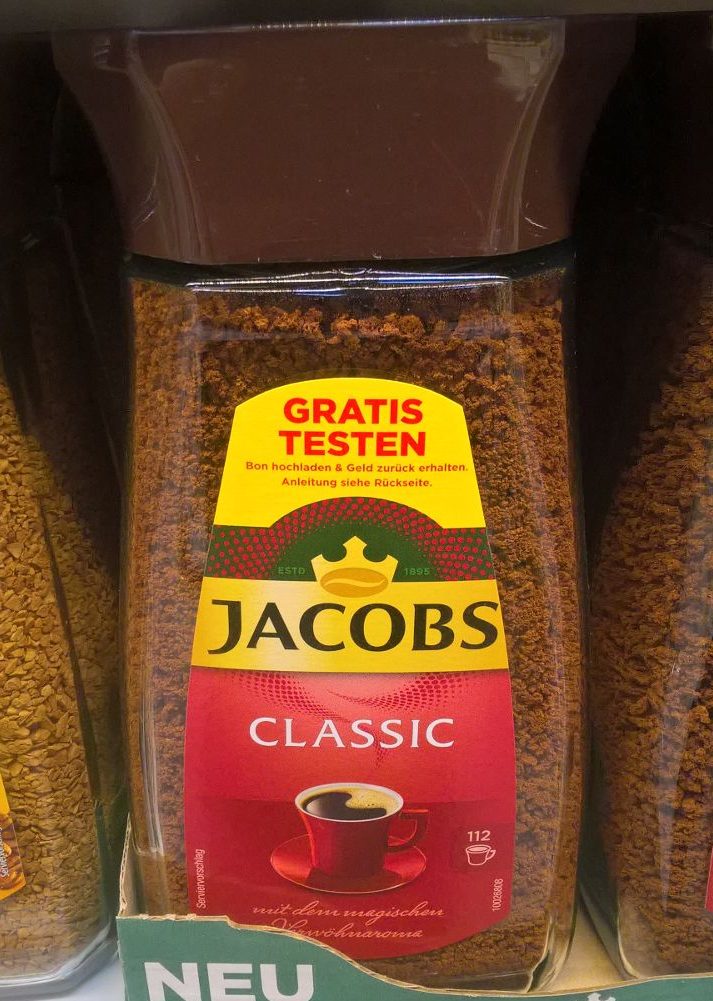 GRATIS
TESTEN
Bon hochladen & Geld zurück erhalten.
Anleitung siehe Rückseite.
ESTD 1895
JACOBS
CLASSIC
112
Serviervorschlag
10026808
mit dem magischen
Verwöhnaroma
NEU